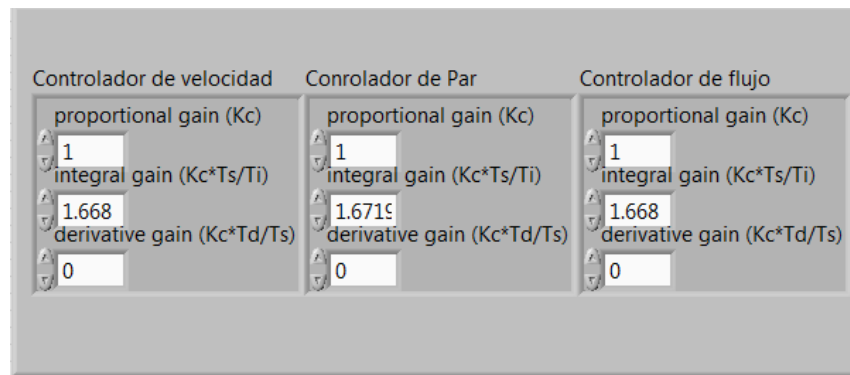 Controlador de velocidad Conrolador de Par Controlador de flujo
proportional gain (Kc) proportional gain (Kc) proportional gain (Kc)
1 1 1
integral gain (Kc*Ts/Ti) integral gain (Kc*Ts/Ti) integral gain (Kc*Ts/Ti)
1.668 1.6719 1.668
derivative gain (Kc*Td/Ts) derivative gain (Kc*Td/Ts) derivative gain (Kc*Td/Ts)
0 0 0